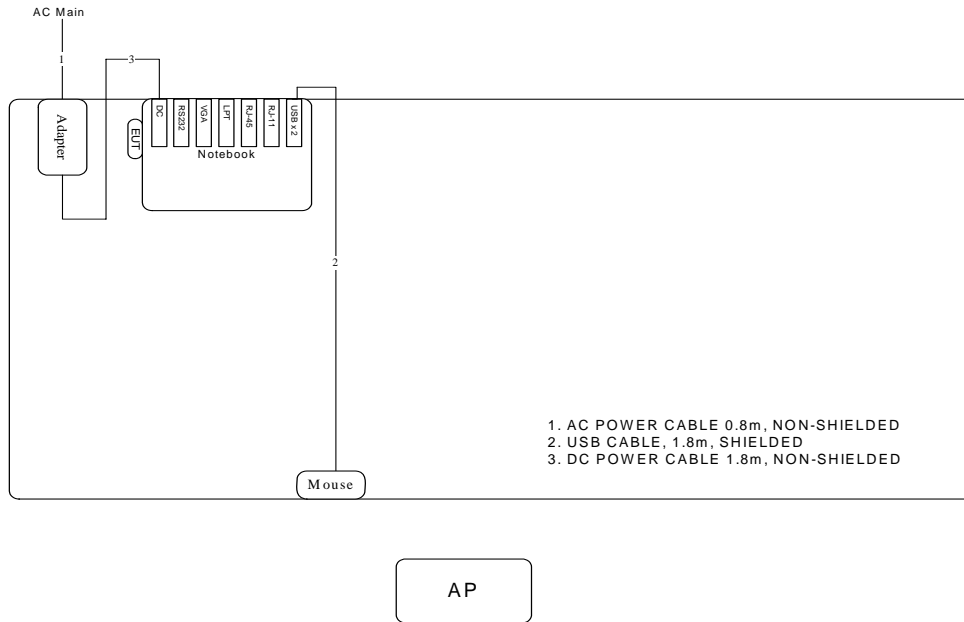 AC Main
1
3
Adapter
EUT
DC
RS232
VGA
LPT
RJ-45
RJ-11
USB x 2
Notebook
2
1. AC POWER CABLE 0.8m, NON-SHIELDED
2. USB CABLE, 1.8m, SHIELDED
3. DC POWER CABLE 1.8m, NON-SHIELDED
Mouse
AP